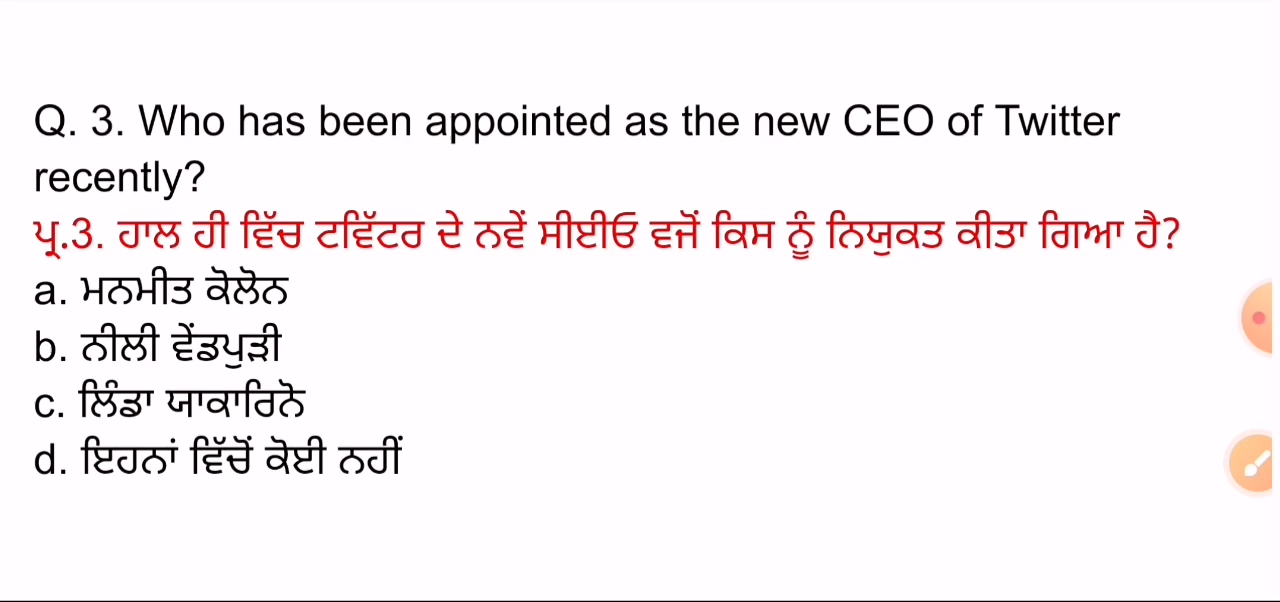 Q. 3. Who has been appointed as the new CEO of Twitter
recently?
ਪ੍ਰ.3. ਹਾਲ ਹੀ ਵਿੱਚ ਟਵਿੱਟਰ ਦੇ ਨਵੇਂ ਸੀਈਓ ਵਜੋਂ ਕਿਸ ਨੂੰ ਨਿਯੁਕਤ ਕੀਤਾ ਗਿਆ ਹੈ?
a. ਮਨਮੀਤ ਕੋਲੋਨ
b. ਨੀਲੀ ਵੇਂਡਪੁੜੀ
c. ਲਿੰਡਾ ਯਾਕਾਰਿਨੋ
d. ਇਹਨਾਂ ਵਿੱਚੋਂ ਕੋਈ ਨਹੀਂ